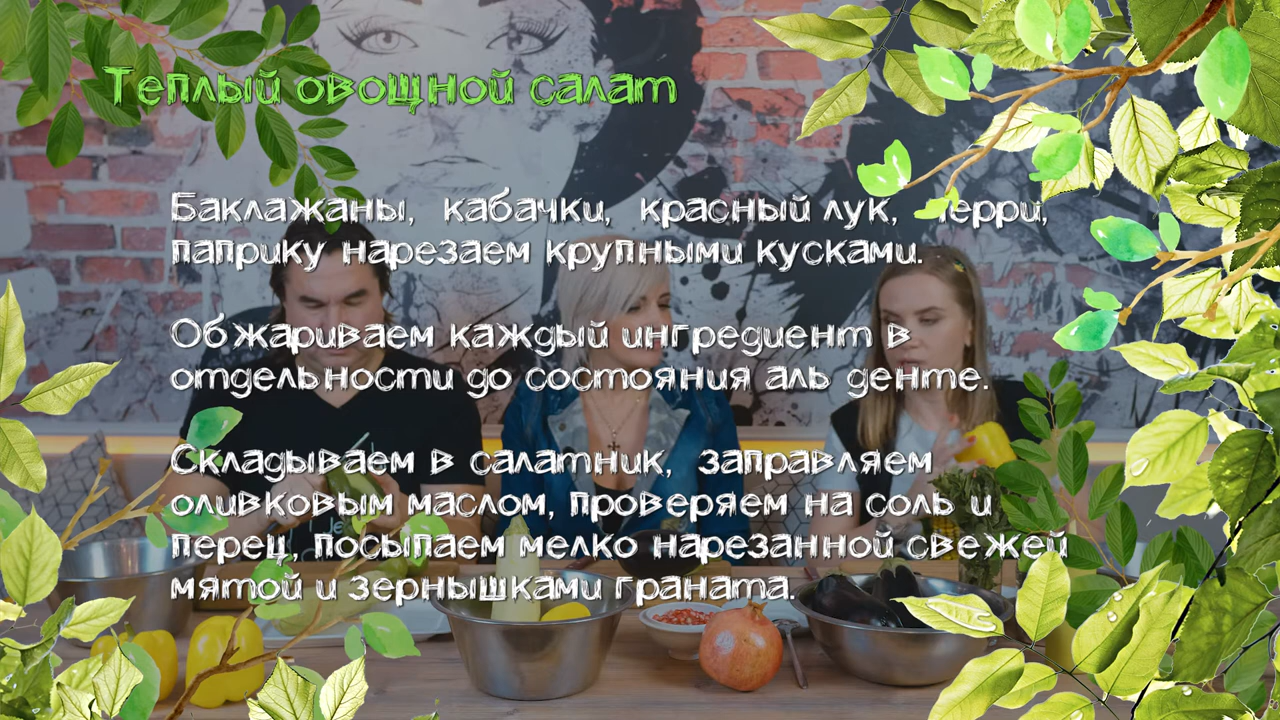 Теплый овощной салат
Баклажаны, кабачки, красный лук, черри,
паприку нарезаем крупными кусками.
Обжариваем каждый ингредиент в
отдельности до состояния аль денте.
Складываем в салатник, заправляем
оливковым маслом, проверяем на соль и
перец, посыпаем мелко нарезанной свежей
мятой и зернышками граната.